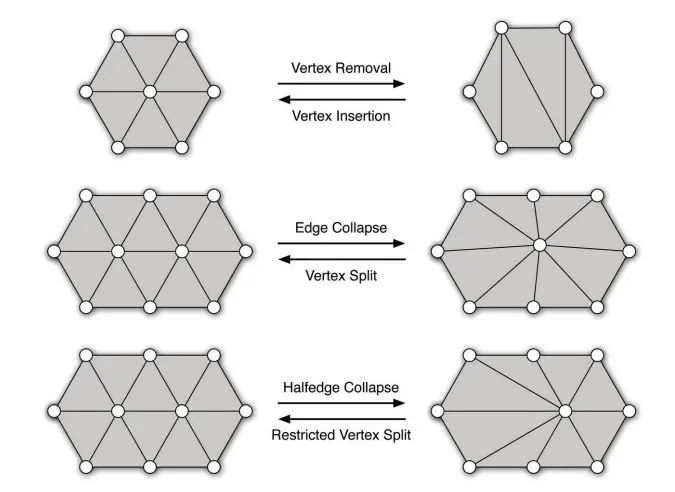 Vertex Removal
Vertex Insertion
Edge Collapse
Vertex Split
Halfedge Collapse
Restricted Vertex Split